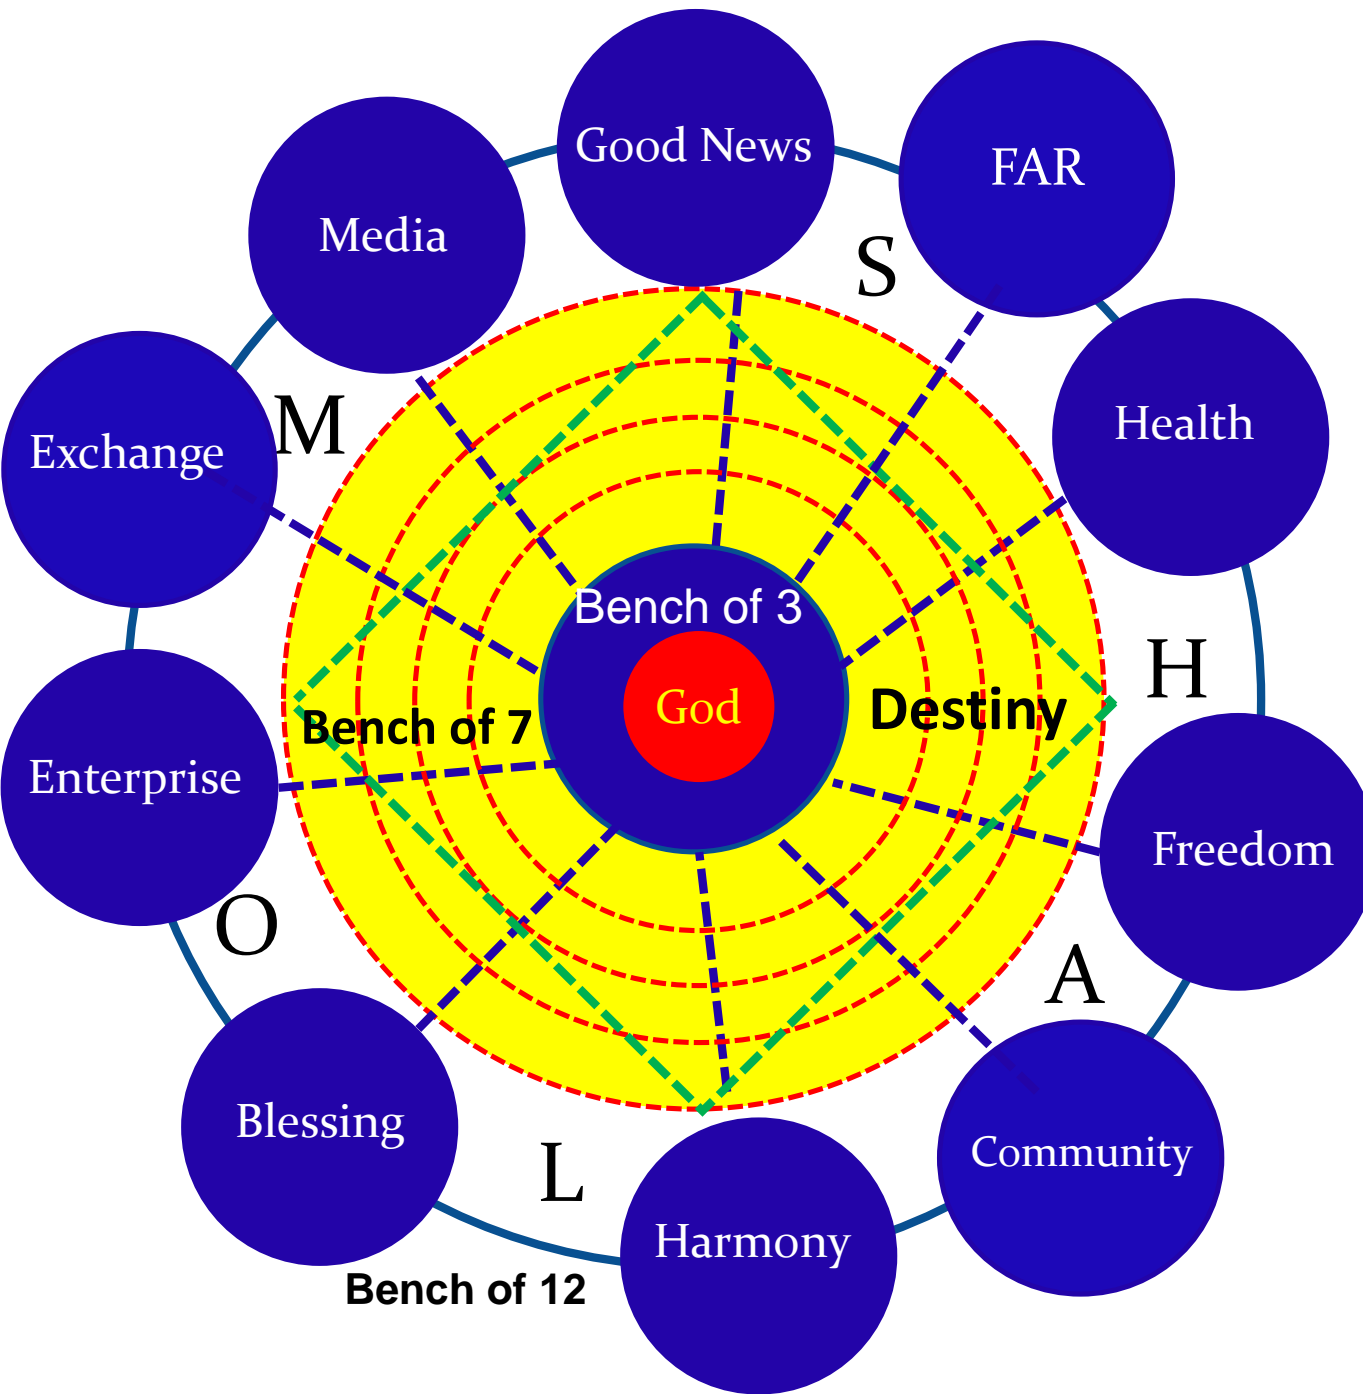 Good News
FAR
Media
S
Health
M
Exchange
Bench of 3
H
God
Destiny
Bench of 7
Enterprise
Freedom
O
A
Blessing
Community
L
Harmony
Bench of 12